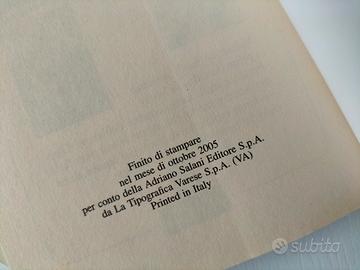 Finito di stampare
nel mese di ottobre 2005
per conto della Adriano Salani Editore S.p.A.
da La Tipografica Varese S.p.A. (VA)
Printed in Italy
subito